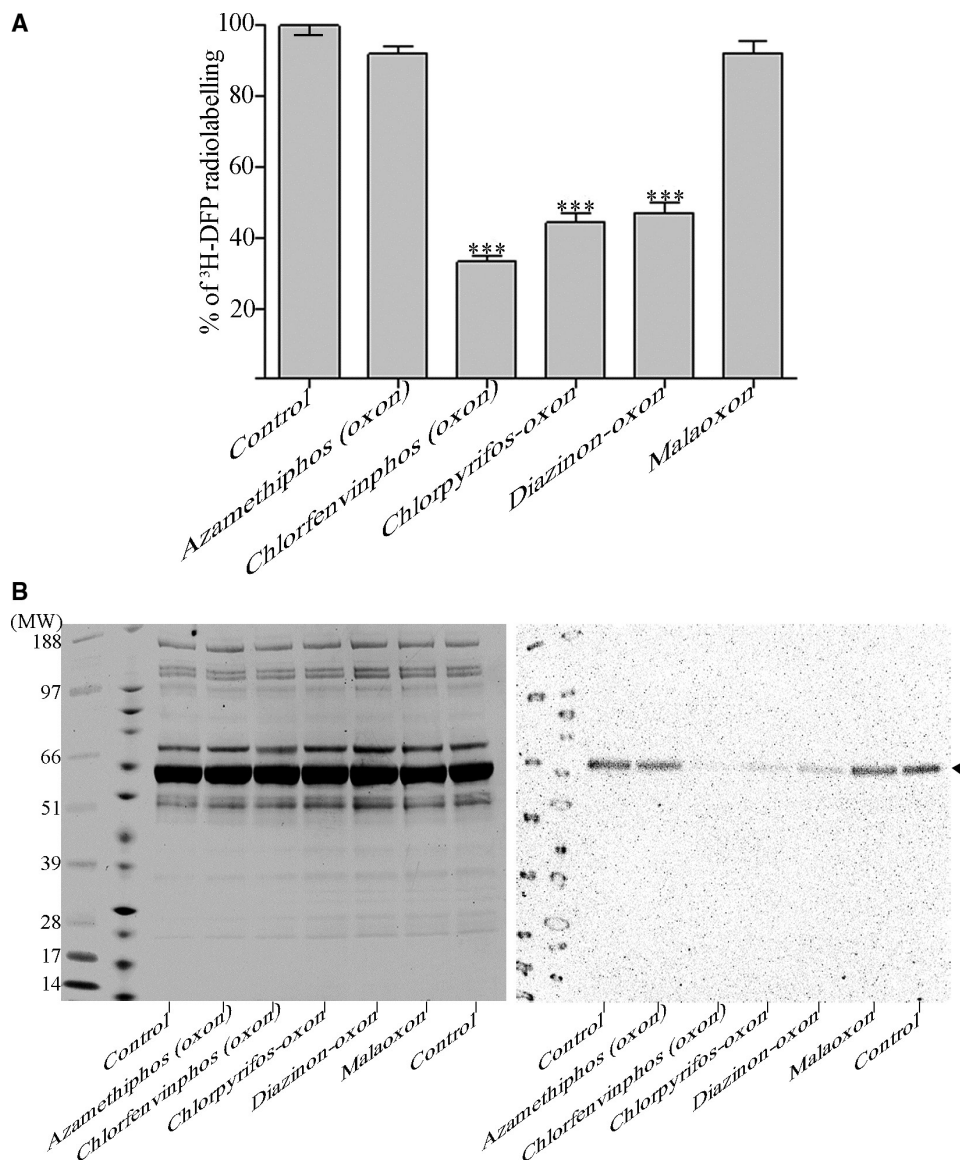 A
% of ³H-DFP radiolabelling
100
80
60
40
20
***
***
***
Control
Azamethiphos (oxon)
Chlorfenvinphos (oxon)
Chlorpyrifos-oxon
Diazinon-oxon
Malaoxon
B
(MW)
188
97
66
51
39
28
17
14
Control
Azamethiphos (oxon)
Chlorfenvinphos (oxon)
Chlorpyrifos-oxon
Diazinon-oxon
Malaoxon
Control
Control
Azamethiphos (oxon)
Chlorfenvinphos (oxon)
Chlorpyrifos-oxon
Diazinon-oxon
Malaoxon
Control